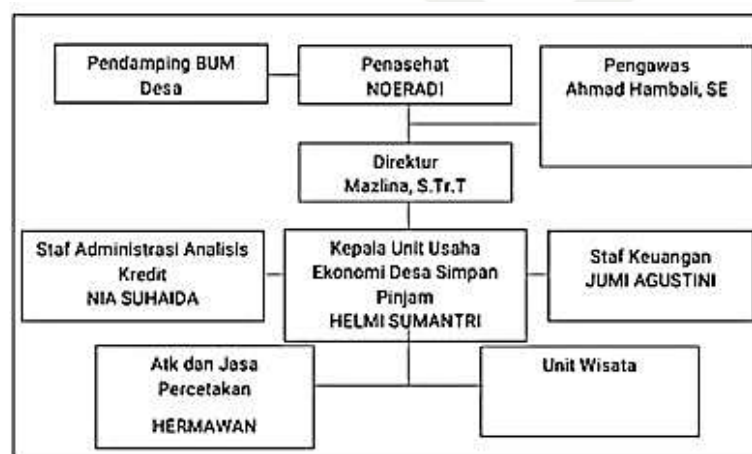 Pendamping BUM
Desa
Penasehat
NOERADI
Pengawas
Ahmad Hambali, SE
Direktur
Mazlina, S.Tr.T
Staf Administrasi Analisis
Kredit
NIA SUHAIDA
Kepala Unit Usaha
Ekonomi Desa Simpan
Pinjam
HELMI SUMANTRI
Staf Keuangan
JUMI AGUSTINI
Atk dan Jasa
Percetakan
HERMAWAN
Unit Wisata